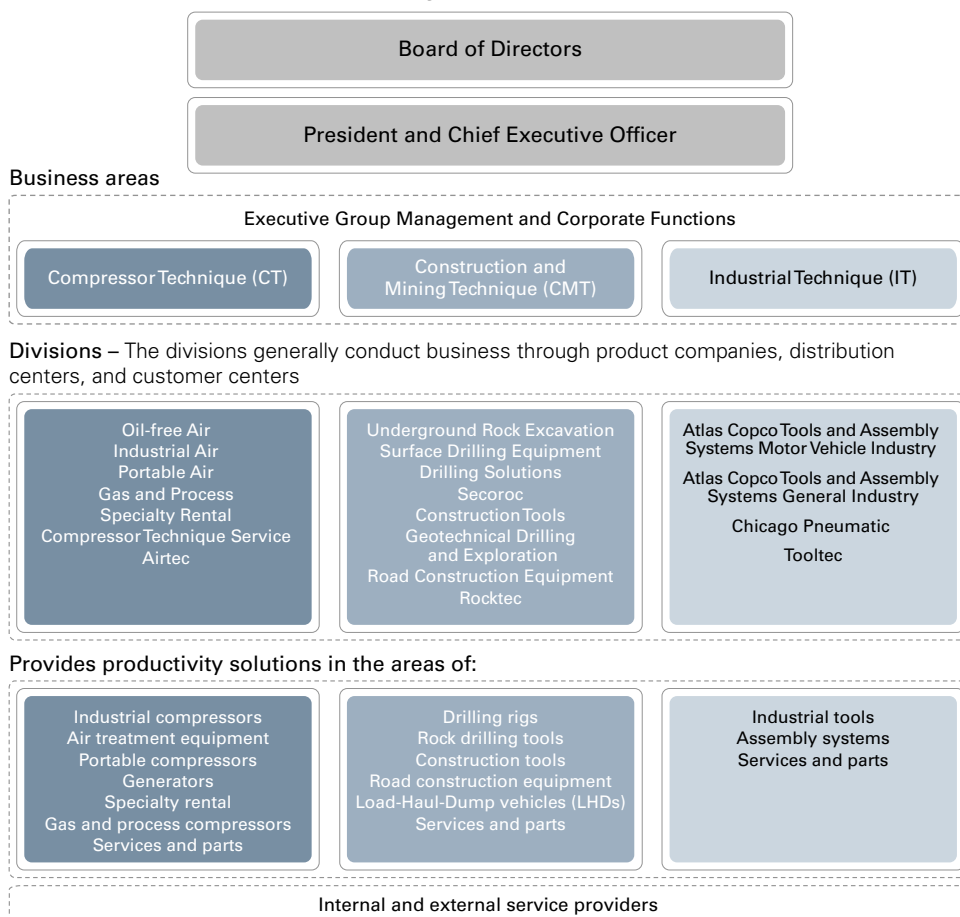 Board of Directors
President and Chief Executive Officer
Business areas
Executive Group Management and Corporate Functions
Compressor Technique (CT)
Construction and
Mining Technique (CMT)
Industrial Technique (IT)
Divisions – The divisions generally conduct business through product companies, distribution
centers, and customer centers
Oil-free Air
Industrial Air
Portable Air
Gas and Process
Specialty Rental
Compressor Technique Service
Airtec
Underground Rock Excavation
Surface Drilling Equipment
Drilling Solutions
Secoroc
Construction Tools
Geotechnical Drilling
and Exploration
Road Construction Equipment
Rocktec
Atlas Copco Tools and Assembly
Systems Motor Vehicle Industry
Atlas Copco Tools and Assembly
Systems General Industry
Chicago Pneumatic
Tooltec
Provides productivity solutions in the areas of:
Industrial compressors
Air treatment equipment
Portable compressors
Generators
Specialty rental
Gas and process compressors
Services and parts
Drilling rigs
Rock drilling tools
Construction tools
Road construction equipment
Load-Haul-Dump vehicles (LHDs)
Services and parts
Industrial tools
Assembly systems
Services and parts
Internal and external service providers